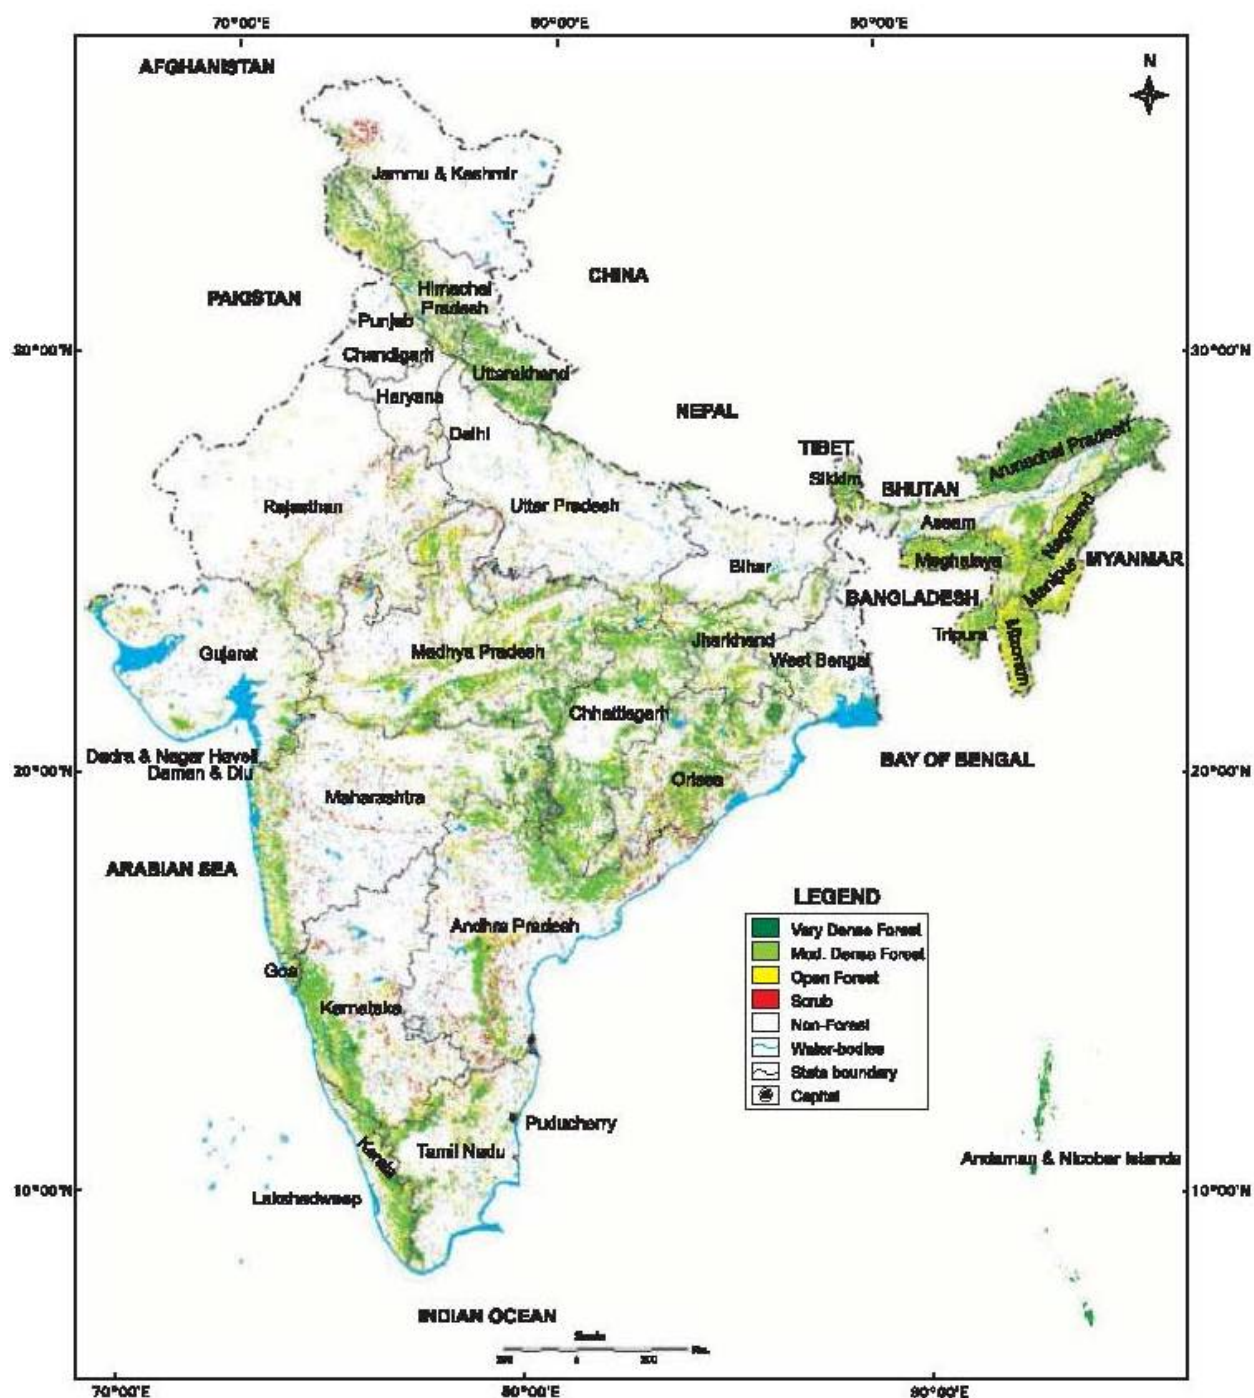 70°00'E 80°00'E 90°00'E
AFGHANISTAN
N
Jammu & Kashmir
CHINA
Himachal
Pradesh
PAKISTAN
Punjab
30°00'N 30°00'N
Chandigarh
Uttarakhand
Haryana
NEPAL
Delhi
TIBET
Arunachal Pradesh
Sikkim
BHUTAN
Rajasthan
Uttar Pradesh
Assam
Nagaland
Meghalaya
MYANMAR
Bihar
Manipur
BANGLADESH
Tripura
Jharkhand
Mizoram
Gujarat
Madhya Pradesh
West Bengal
Chhattisgarh
Dadra & Nagar Haveli
Daman & Diu
BAY OF BENGAL
20°00'N 20°00'N
Orissa
Maharashtra
ARABIAN SEA
LEGEND
Very Dense Forest
Mod. Dense Forest
Open Forest
Scrub
Non-Forest
Water-bodies
State boundary
Capital
Andhra Pradesh
Goa
Karnataka
Puducherry
Tamil Nadu
Kerala
Andaman & Nicobar Islands
Lakshadweep
10°00'N 10°00'N
INDIAN OCEAN
Scale
0 200 Km.
70°00'E 80°00'E 90°00'E